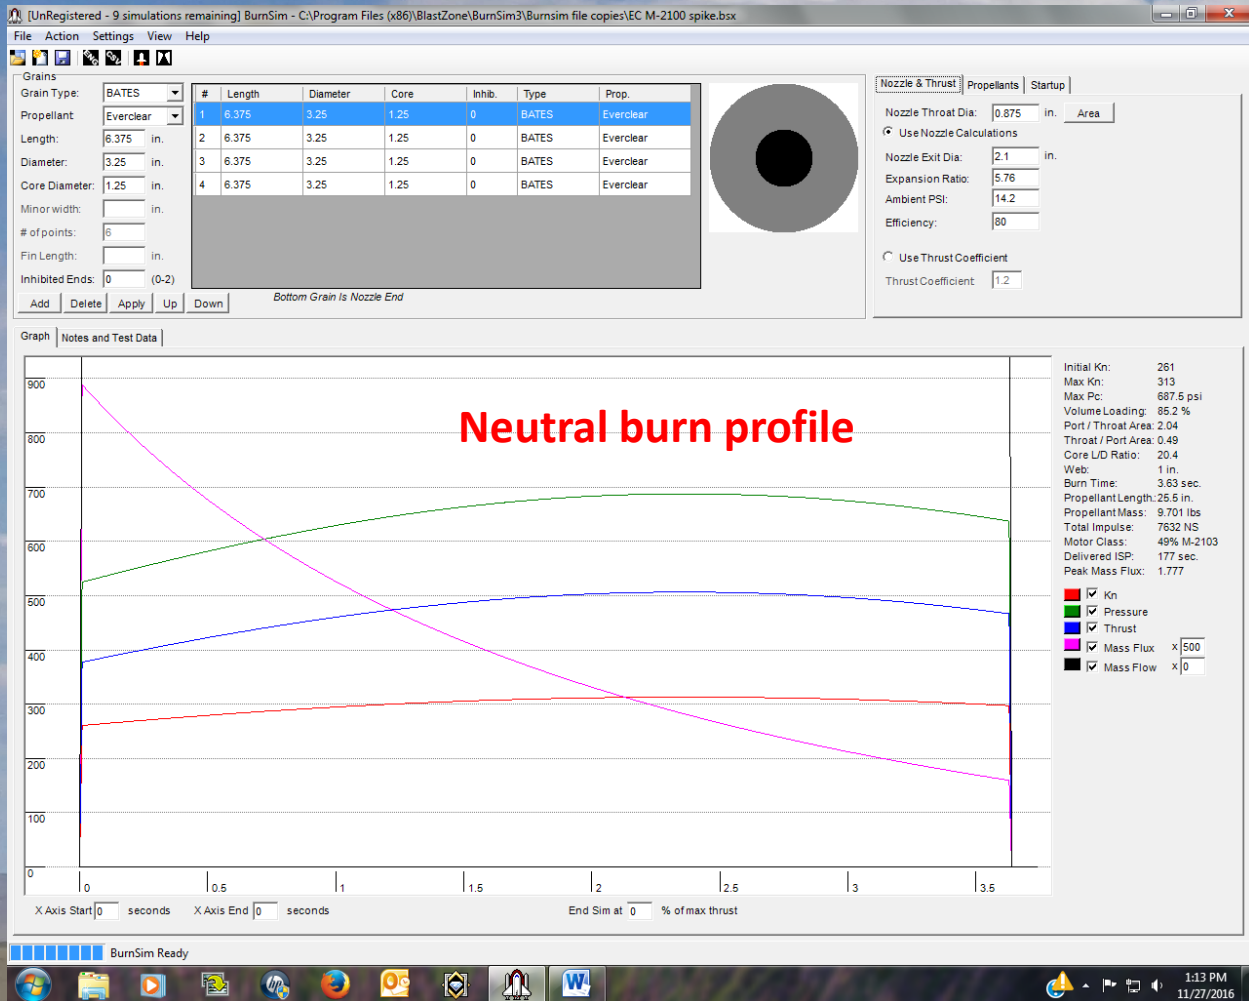 [UnRegistered - 9 simulations remaining] BurnSim - C:\Program Files (x86)\BlastZone\BurnSim3\Burnsim file copies\EC M-2100 spike.bsx
File Action Settings View Help
ENG CSV
Grains
Grain Type: BATES
Propellant Everclear
Length: 6.375 in.
Diameter: 3.25 in.
Core Diameter: 1.25 in.
Minor width: in.
# of points: 6
Fin Length: in.
Inhibited Ends: 0 (0-2)
Add Delete Apply Up Down
# Length Diameter Core Inhib. Type Prop.
1 6.375 3.25 1.25 0 BATES Everclear
2 6.375 3.25 1.25 0 BATES Everclear
3 6.375 3.25 1.25 0 BATES Everclear
4 6.375 3.25 1.25 0 BATES Everclear
Bottom Grain Is Nozzle End
Nozzle & Thrust Propellants Startup
Nozzle Throat Dia: 0.875 in. Area
Use Nozzle Calculations
Nozzle Exit Dia: 2.1 in.
Expansion Ratio: 5.76
Ambient PSI: 14.2
Efficiency: 80
Use Thrust Coefficient
Thrust Coefficient 1.2
Graph Notes and Test Data
Neutral burn profile
900
800
700
600
500
400
300
200
100
0
0 0.5 1 1.5 2 2.5 3 3.5
Initial Kn: 261
Max Kn: 313
Max Pc: 687.5 psi
Volume Loading: 85.2 %
Port / Throat Area: 2.04
Throat / Port Area: 0.49
Core L/D Ratio: 20.4
Web: 1 in.
Burn Time: 3.63 sec.
Propellant Length: 25.5 in.
Propellant Mass: 9.701 lbs
Total Impulse: 7632 NS
Motor Class: 49% M-2103
Delivered ISP: 177 sec.
Peak Mass Flux: 1.777
Kn
Pressure
Thrust
Mass Flux x 500
Mass Flow x 0
X Axis Start 0 seconds X Axis End 0 seconds End Sim at 0 % of max thrust
BurnSim Ready
hp
W
1:13 PM
11/27/2016